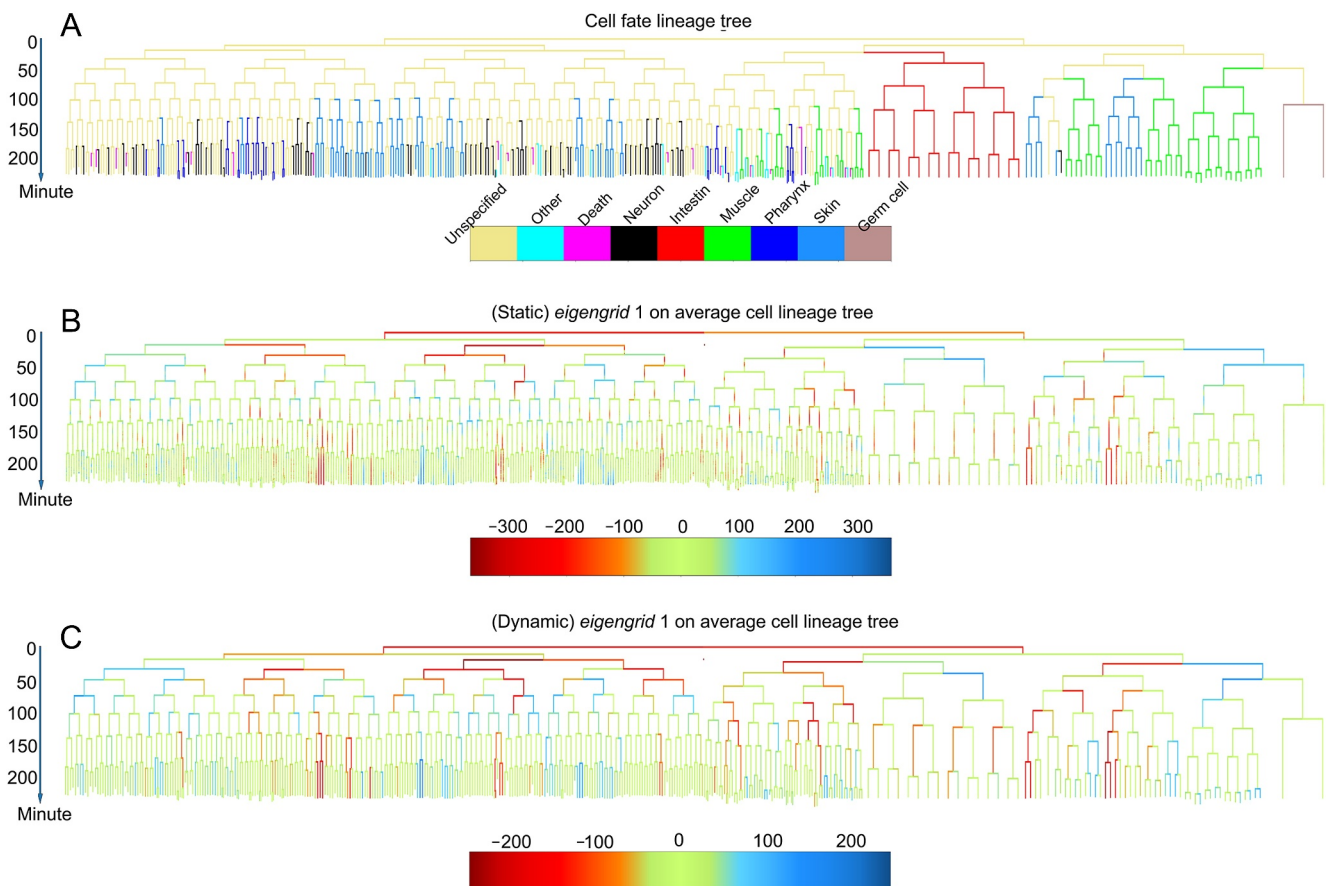 A
Cell fate lineage tree
0
50
100
150
200
Minute
Unspecified
Other
Death
Neuron
Intestin
Muscle
Pharynx
Skin
Germ cell
B
(Static) eigengrid 1 on average cell lineage tree
0
50
100
150
200
Minute
−300 −200 −100 0 100 200 300
C
(Dynamic) eigengrid 1 on average cell lineage tree
0
50
100
150
200
Minute
−200 −100 0 100 200